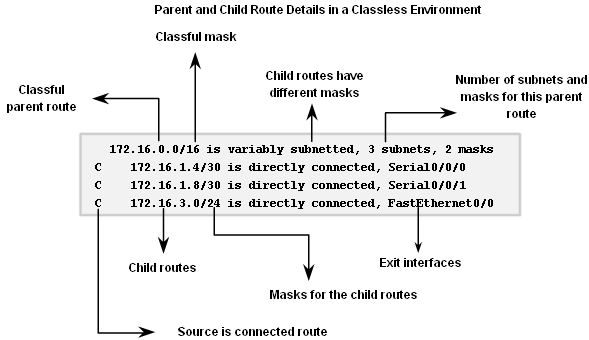 Parent and Child Route Details in a Classless Environment
Classful mask
Classful
parent route
Child routes have
different masks
Number of subnets and
masks for this parent
route
172.16.0.0/16 is variably subnetted, 3 subnets, 2 masks
C 172.16.1.4/30 is directly connected, Serial0/0/0
C 172.16.1.8/30 is directly connected, Serial0/0/1
C 172.16.3.0/24 is directly connected, FastEthernet0/0
Child routes
Exit interfaces
Masks for the child routes
Source is connected route